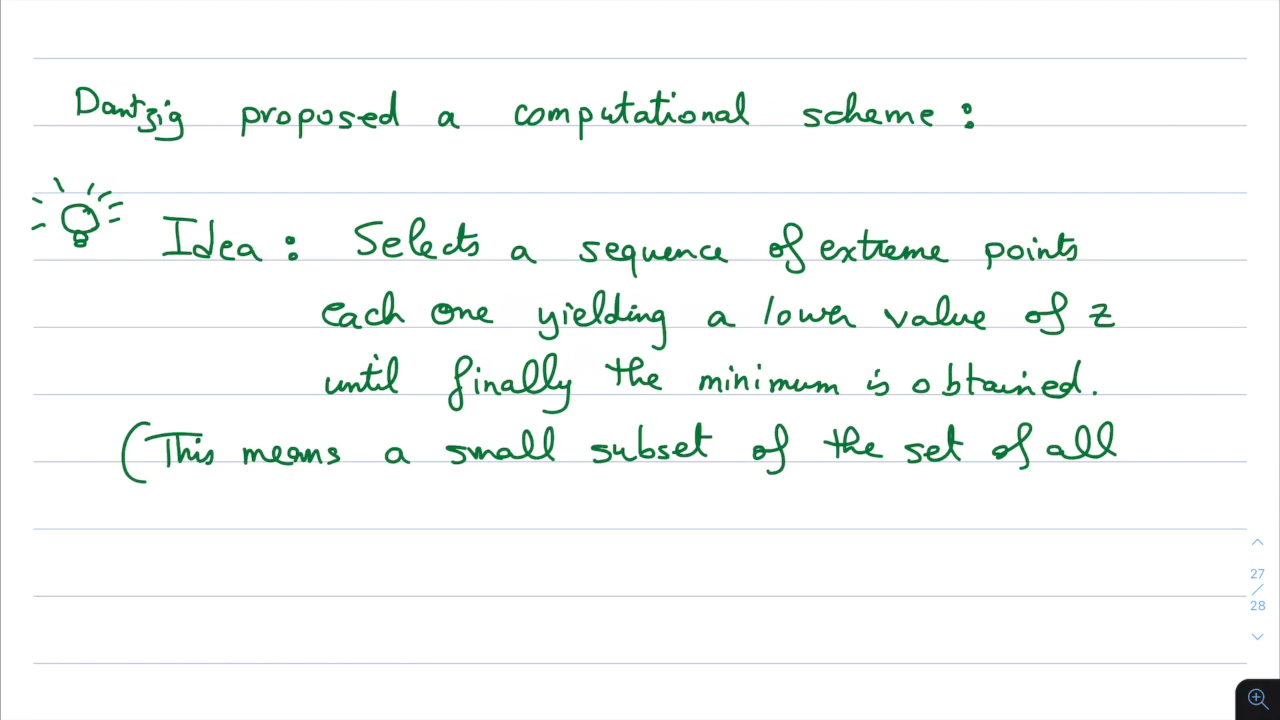 Dantzig proposed a computational scheme:
Idea: Selects a sequence of extreme points
each one yielding a lower value of z
until finally the minimum is obtained.
(This means a small subset of the set of all
27
/
28